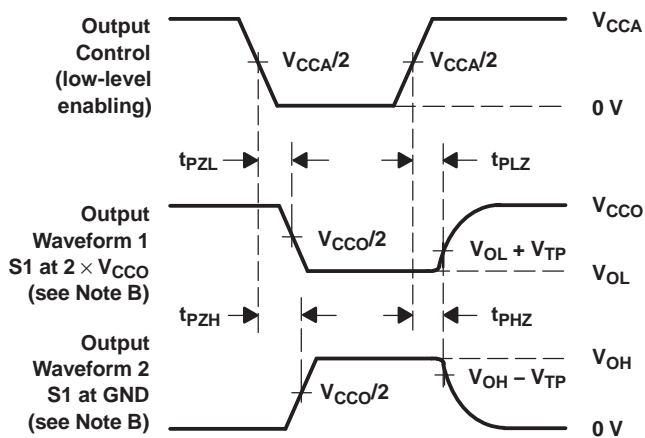 Output
Control
(low-level
enabling)
VCCA/2
VCCA/2
VCCA
0 V
tPZL
tPLZ
Output
Waveform 1
S1 at 2 × VCCO
(see Note B)
VCCO/2
VCCO
VOL + VTP
VOL
tPZH
tPHZ
Output
Waveform 2
S1 at GND
(see Note B)
VCCO/2
VOH
VOH – VTP
0 V